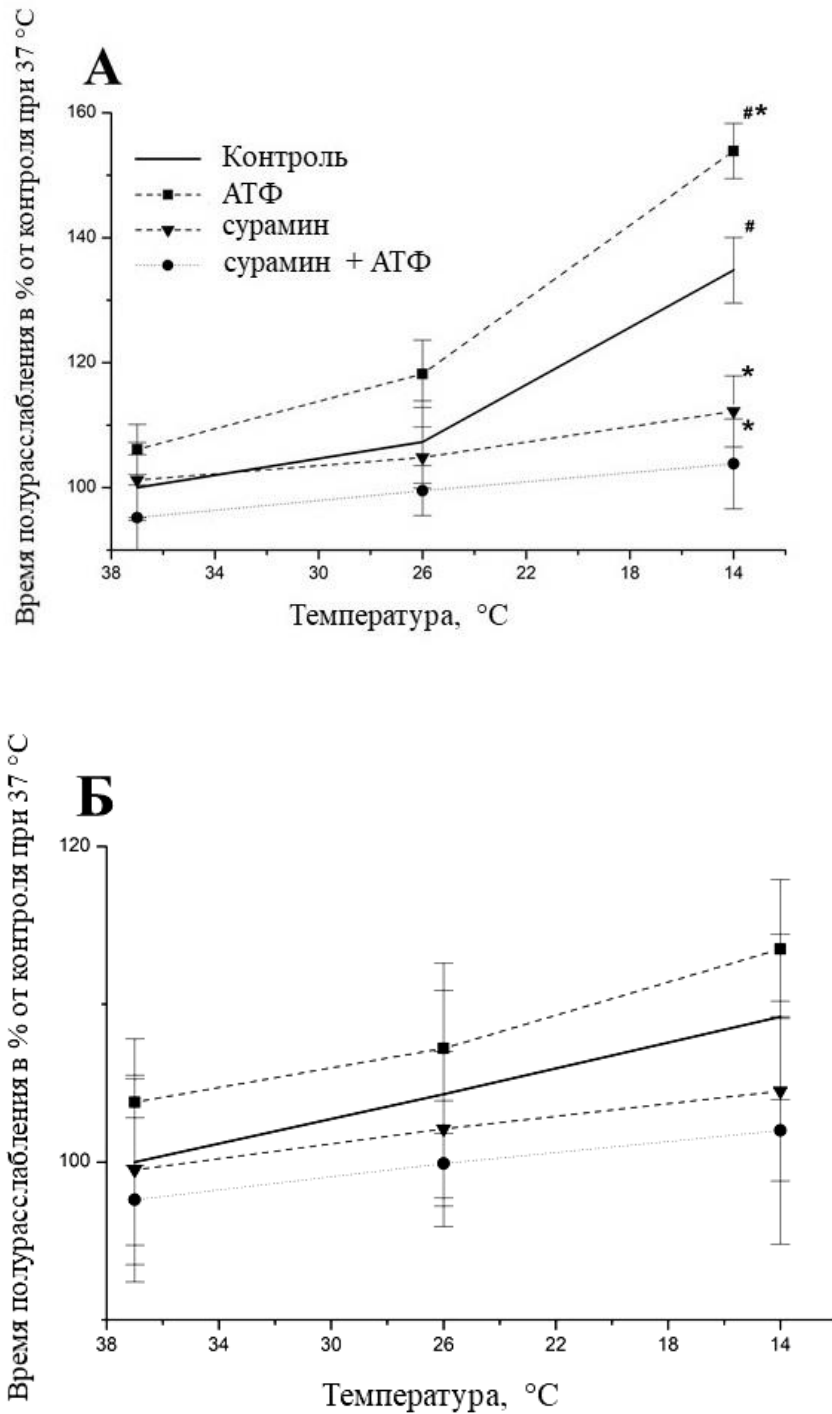 А
Время полурасслабления в % от контроля при 37 °C
160
140
120
100
Контроль
АТФ
сурамин
сурамин + АТФ
#*
#
*
*
38
34
30
26
22
18
14
Температура, °C
Б
Время полурасслабления в % от контроля при 37 °C
120
100
38
34
30
26
22
18
14
Температура, °C